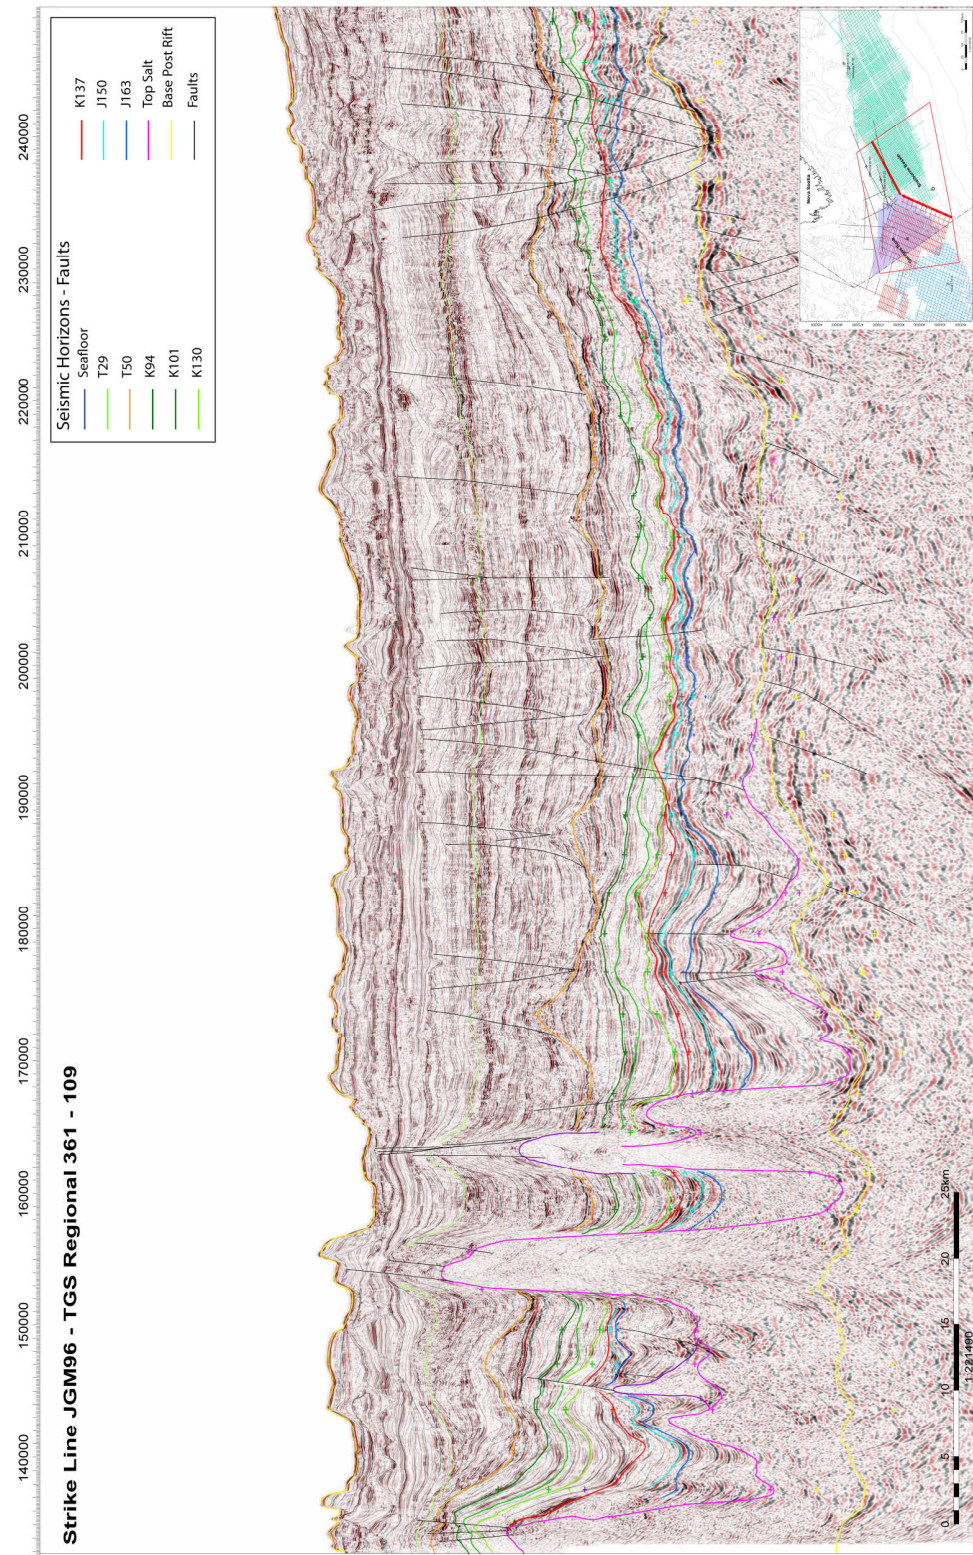 Strike Line JGM96 - TGS Regional 361 - 109
140000
150000
160000
170000
180000
190000
200000
210000
220000
230000
240000
Seismic Horizons - Faults
Seafloor
T29
T50
K94
K101
K130
K137
J150
J163
Top Salt
Base Post Rift
Faults
0
5
10
15
20
25km
1:221490
Nova Scotia